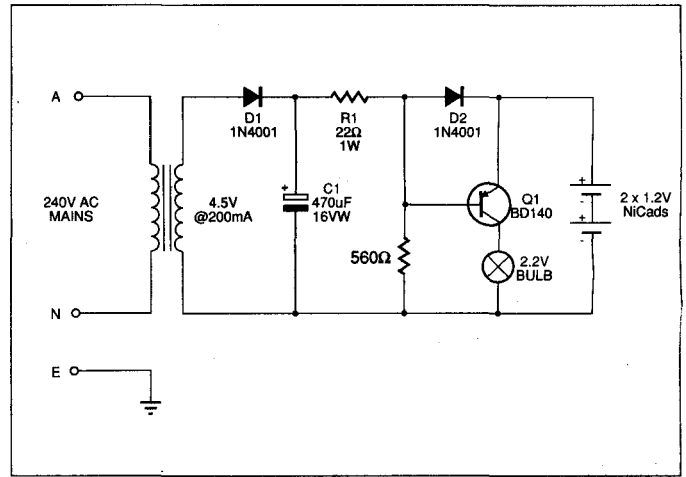 A
240V AC
MAINS
N
E
4.5V
@200mA
D1
1N4001
+
C1
470uF
16VW
R1
22Ω
1W
560Ω
D2
1N4001
Q1
BD140
2.2V
BULB
+
-
+
-
2 x 1.2V
NiCads